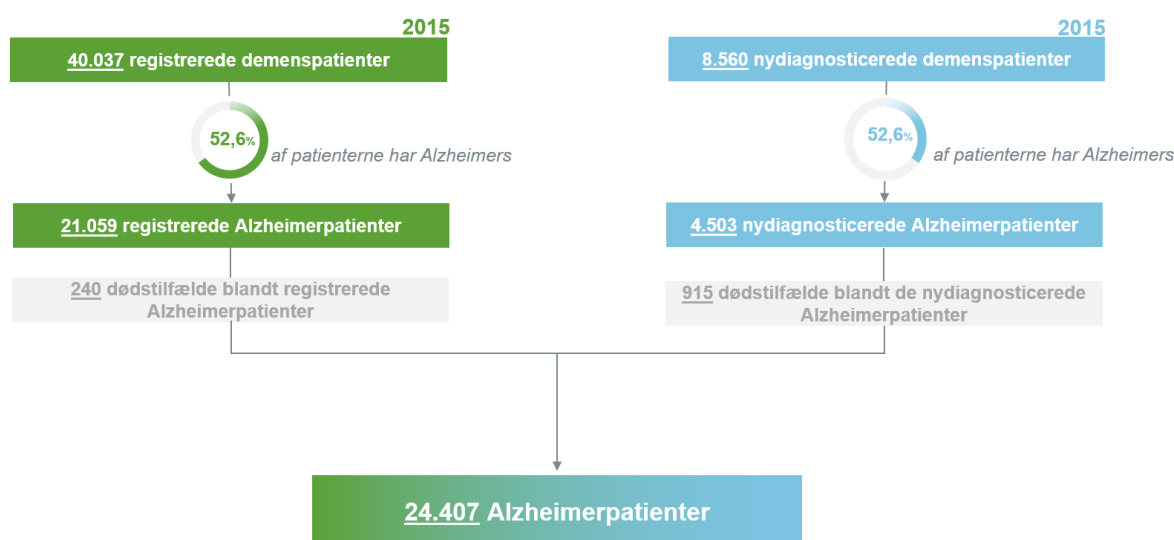 2015
40.037 registrerede demenspatienter
52,6%
af patienterne har Alzheimers
21.059 registrerede Alzheimerpatienter
240 dødstilfælde blandt registrerede
Alzheimerpatienter
2015
8.560 nydiagnosticerede demenspatienter
52,6%
af patienterne har Alzheimers
4.503 nydiagnosticerede Alzheimerpatienter
915 dødstilfælde blandt de nydiagnosticerede
Alzheimerpatienter
24.407 Alzheimerpatienter